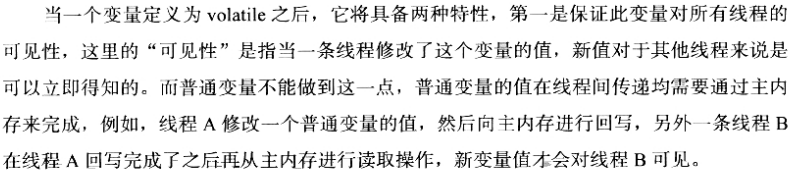 当一个变量定义为 volatile 之后，它将具备两种特性，第一是保证此变量对所有线程的
可见性，这里的“可见性”是指当一条线程修改了这个变量的值，新值对于其他线程来说是
可以立即得知的。而普通变量不能做到这一点，普通变量的值在线程间传递均需要通过主内
存来完成，例如，线程 A 修改一个普通变量的值，然后向主内存进行回写，另外一条线程 B
在线程 A 回写完成了之后再从主内存进行读取操作，新变量值才会对线程 B 可见。